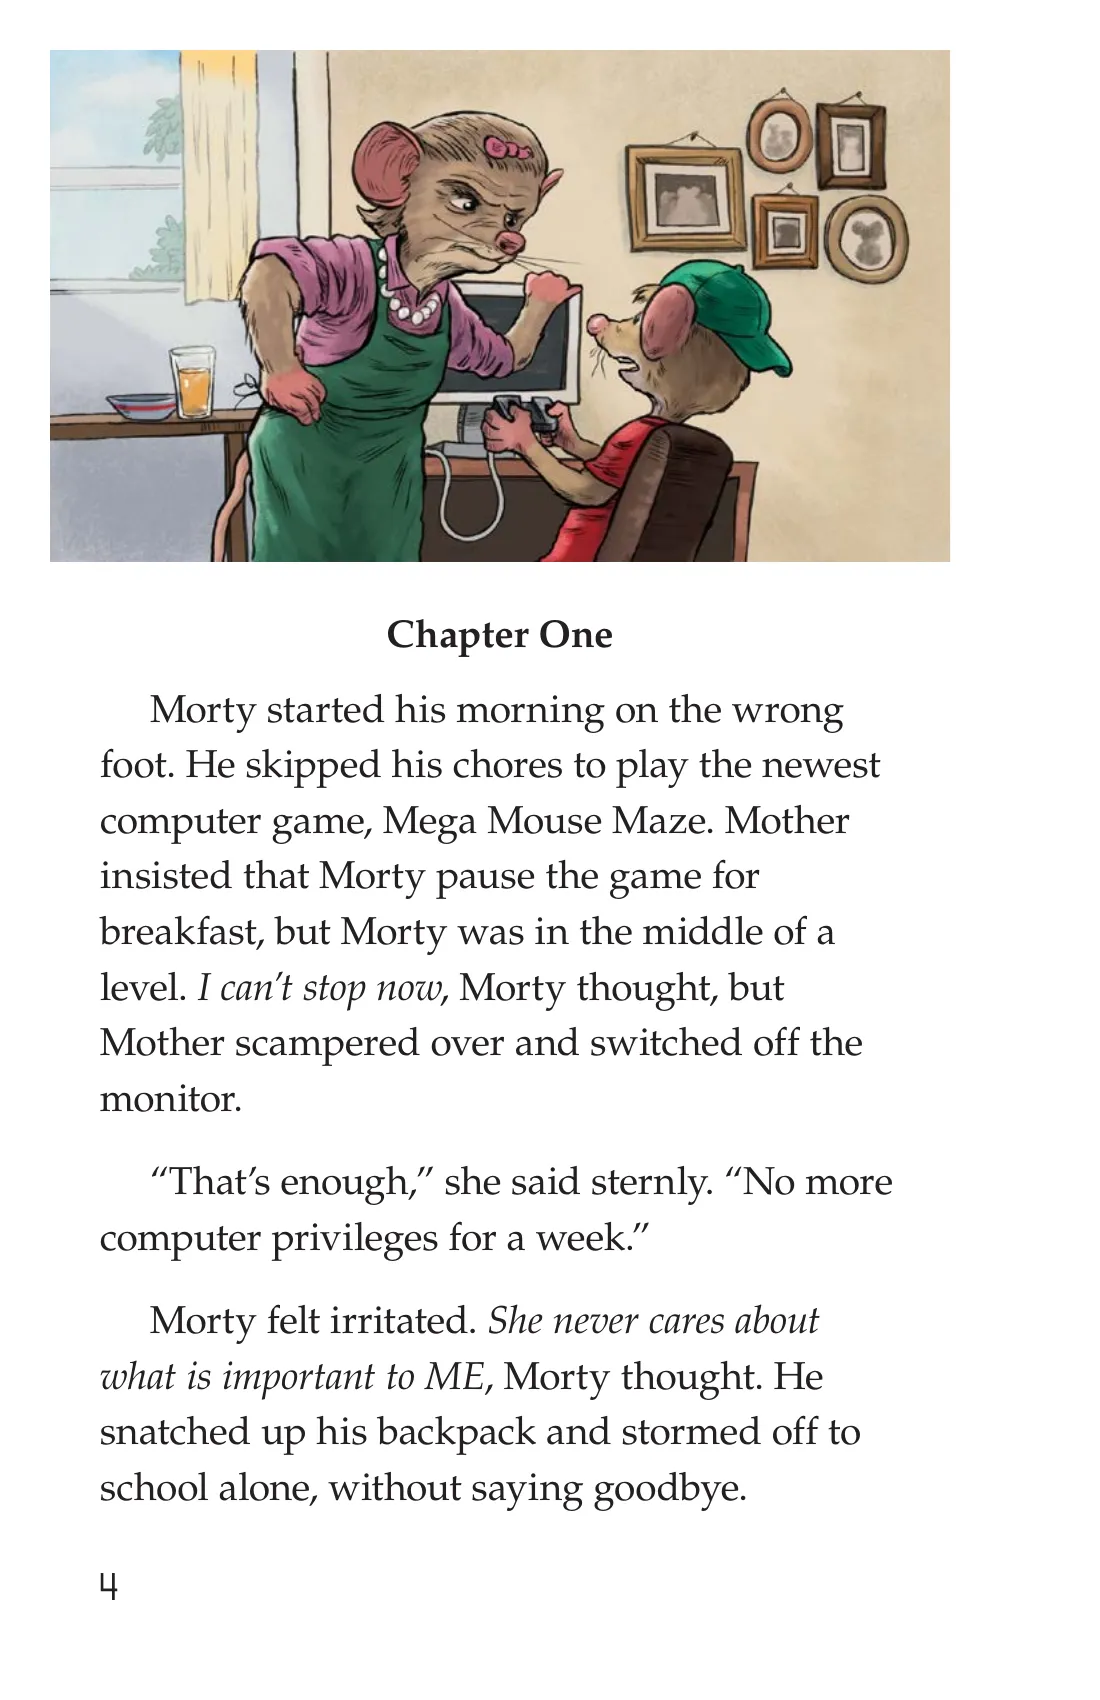 Chapter One
Morty started his morning on the wrong
foot. He skipped his chores to play the newest
computer game, Mega Mouse Maze. Mother
insisted that Morty pause the game for
breakfast, but Morty was in the middle of a
level. I can’t stop now, Morty thought, but
Mother scampered over and switched off the
monitor.
“That’s enough,” she said sternly. “No more
computer privileges for a week.”
Morty felt irritated. She never cares about
what is important to ME, Morty thought. He
snatched up his backpack and stormed off to
school alone, without saying goodbye.
4